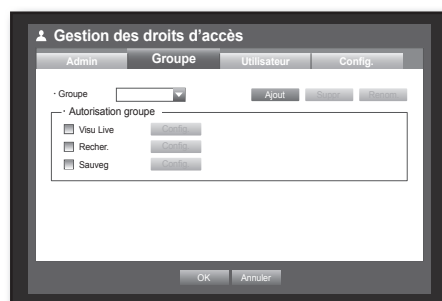 Gestion des droits d'accès
Admin Groupe Utilisateur Config.
· Groupe Ajout Suppr. Renom.
· Autorisation groupe
Visu Live Config.
Recher. Config.
Sauveg Config.
OK Annuler